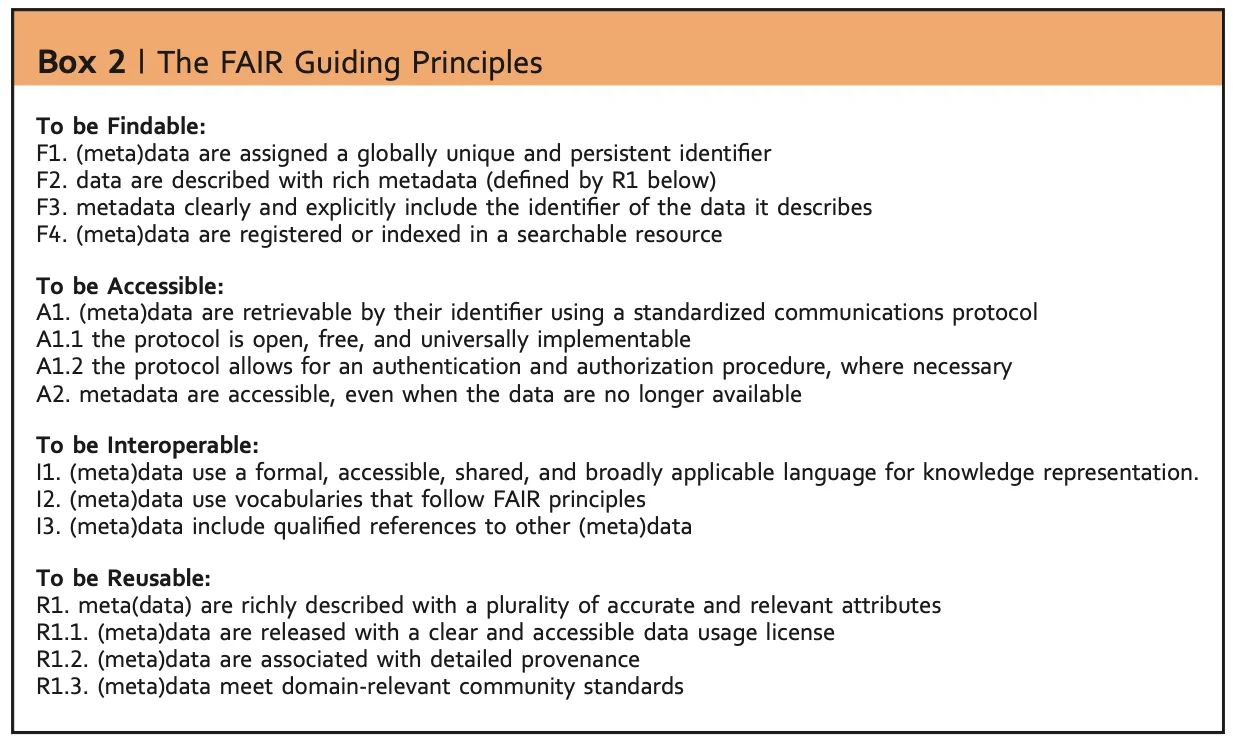 Box 2 | The FAIR Guiding Principles
To be Findable:
F1. (meta)data are assigned a globally unique and persistent identifier
F2. data are described with rich metadata (defined by R1 below)
F3. metadata clearly and explicitly include the identifier of the data it describes
F4. (meta)data are registered or indexed in a searchable resource
To be Accessible:
A1. (meta)data are retrievable by their identifier using a standardized communications protocol
A1.1 the protocol is open, free, and universally implementable
A1.2 the protocol allows for an authentication and authorization procedure, where necessary
A2. metadata are accessible, even when the data are no longer available
To be Interoperable:
I1. (meta)data use a formal, accessible, shared, and broadly applicable language for knowledge representation.
I2. (meta)data use vocabularies that follow FAIR principles
I3. (meta)data include qualified references to other (meta)data
To be Reusable:
R1. meta(data) are richly described with a plurality of accurate and relevant attributes
R1.1. (meta)data are released with a clear and accessible data usage license
R1.2. (meta)data are associated with detailed provenance
R1.3. (meta)data meet domain-relevant community standards